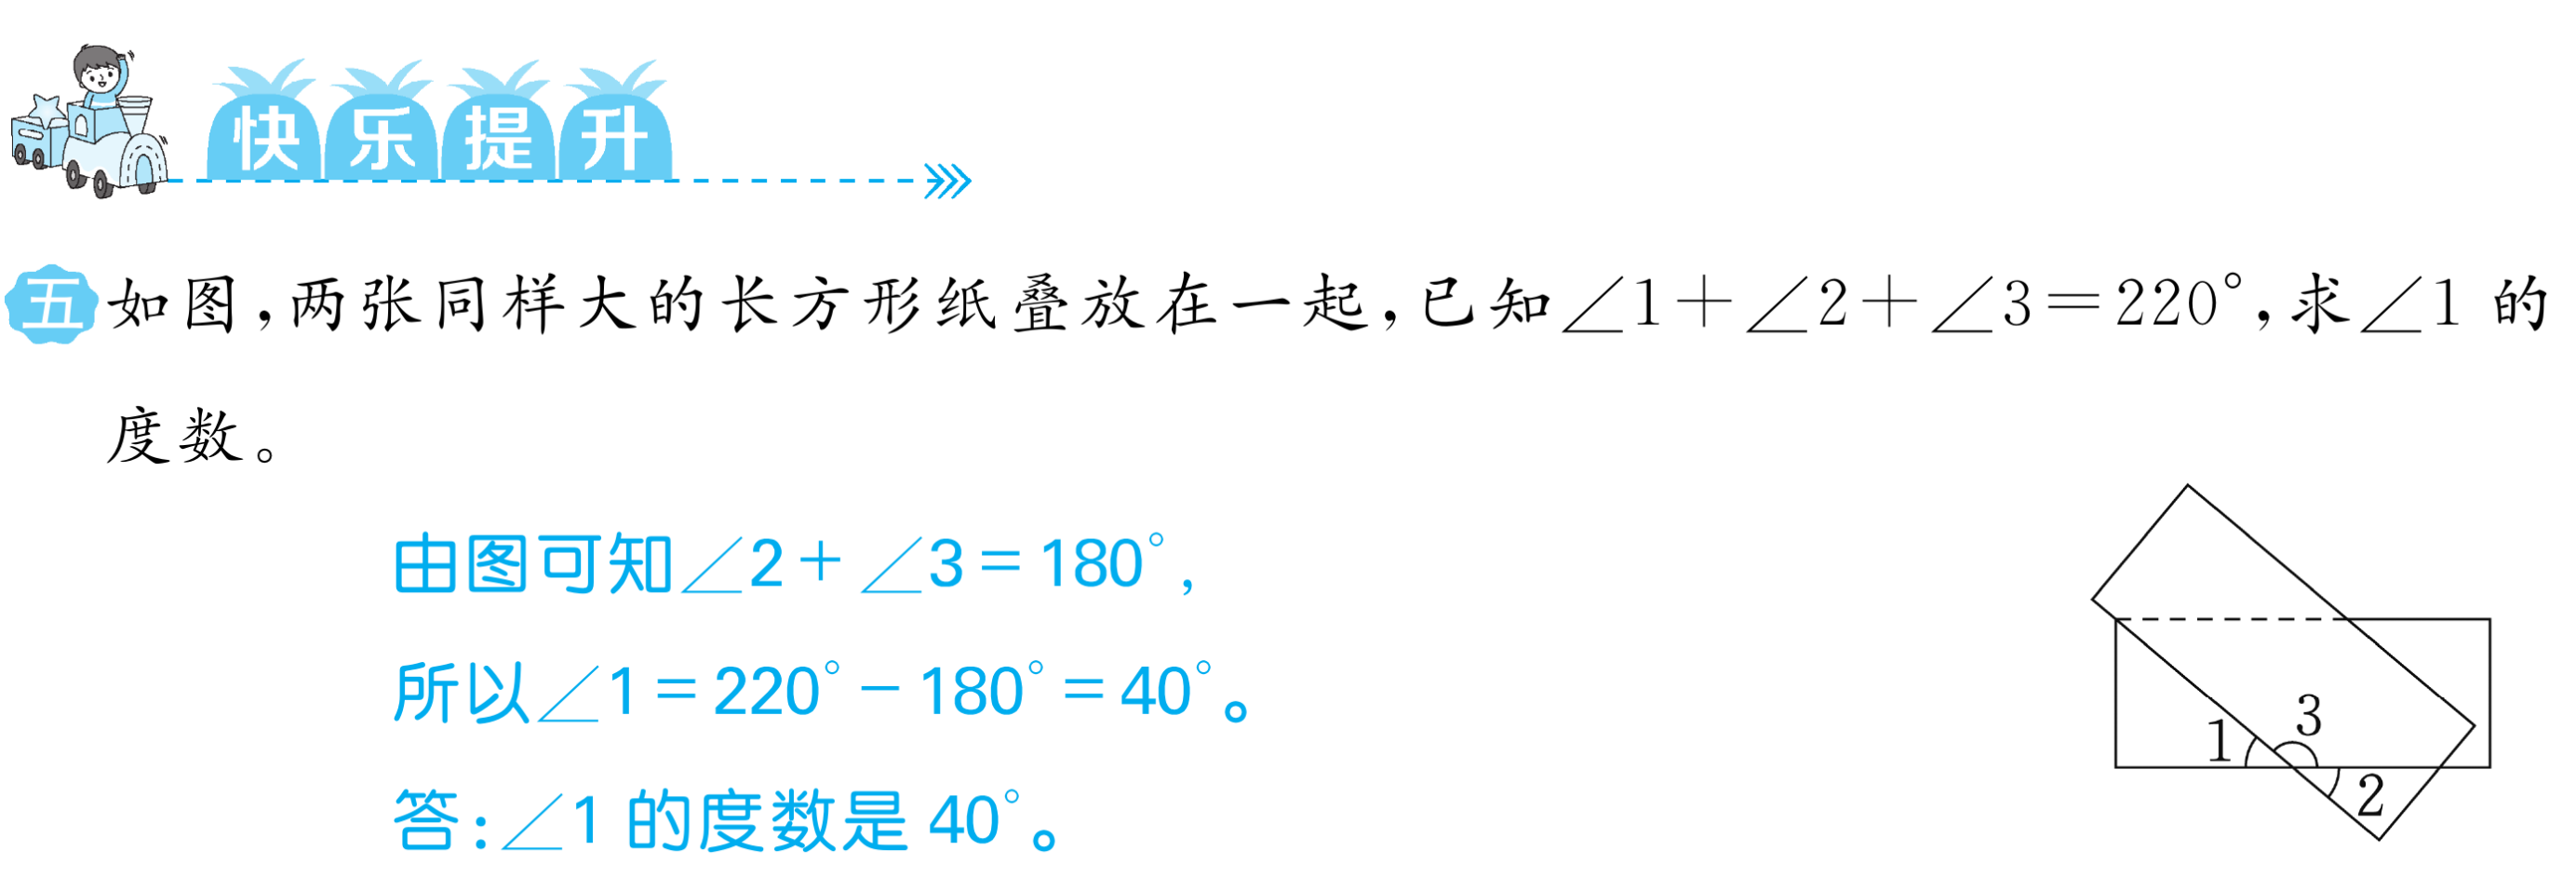 快乐提升
五 如图,两张同样大的长方形纸叠放在一起,已知∠1+∠2+∠3=220°,求∠1 的
度数。
由图可知∠2+∠3=180°,
所以∠1=220°-180°=40°。
答:∠1 的度数是 40°。
3
1
2